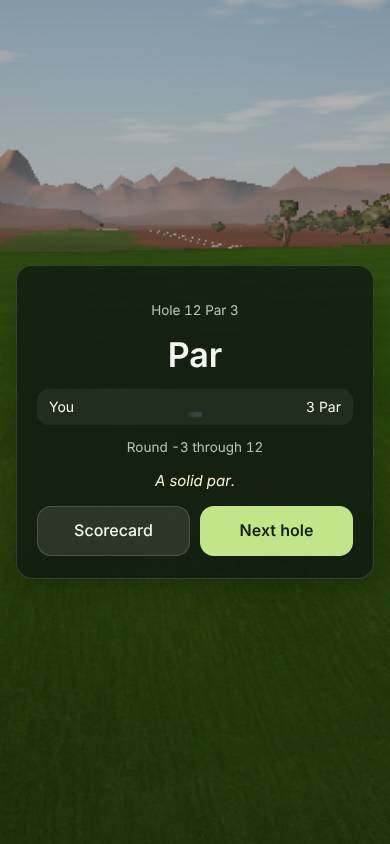 Hole 12 Par 3
Par
You 3 Par
Round -3 through 12
A solid par.
Scorecard Next hole